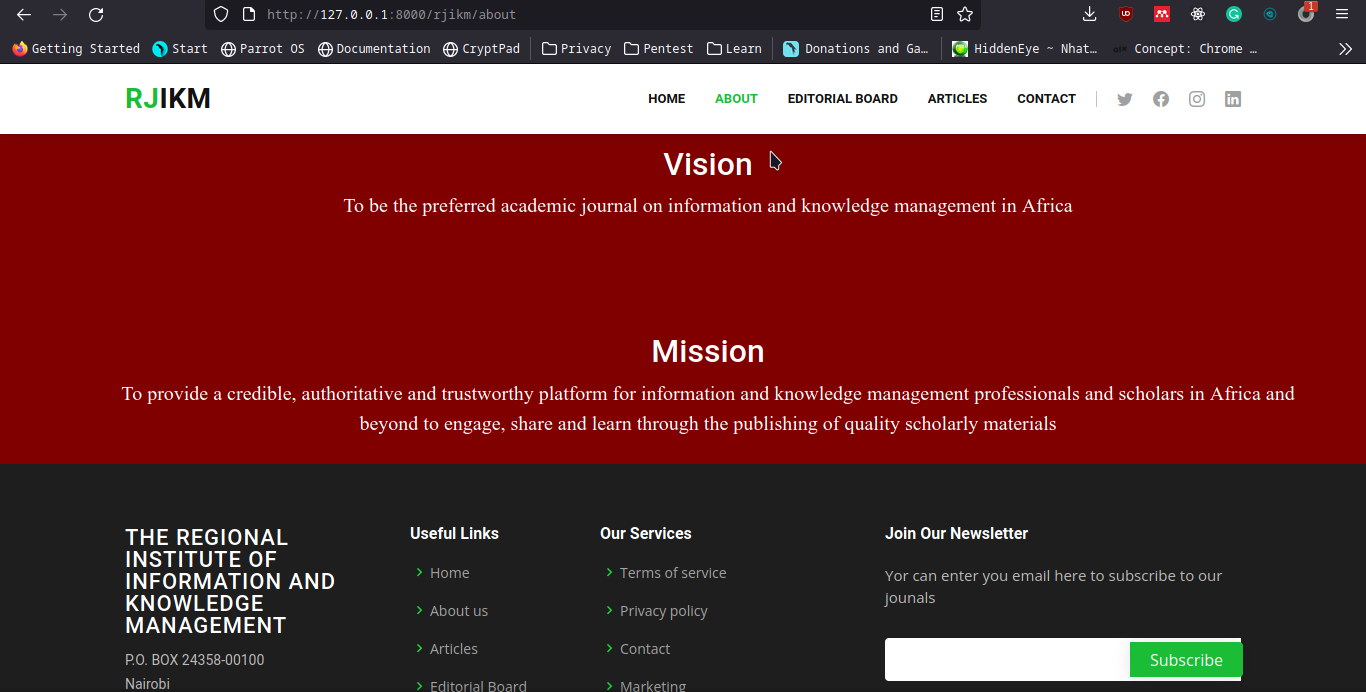 http://127.0.0.1:8000/rjikm/about
1
Getting Started Start Parrot OS Documentation CryptPad Privacy Pentest Learn Donations and Ga… HiddenEye ~ Nhat… Concept: Chrome …
RJIKM HOME ABOUT EDITORIAL BOARD ARTICLES CONTACT
Vision
To be the preferred academic journal on information and knowledge management in Africa
Mission
To provide a credible, authoritative and trustworthy platform for information and knowledge management professionals and scholars in Africa and
beyond to engage, share and learn through the publishing of quality scholarly materials
THE REGIONAL
INSTITUTE OF
INFORMATION AND
KNOWLEDGE
MANAGEMENT
P.O. BOX 24358-00100
Nairobi
Useful Links
Home
About us
Articles
Editorial Board
Our Services
Terms of service
Privacy policy
Contact
Marketing
Join Our Newsletter
Yor can enter you email here to subscribe to our
jounals
Subscribe